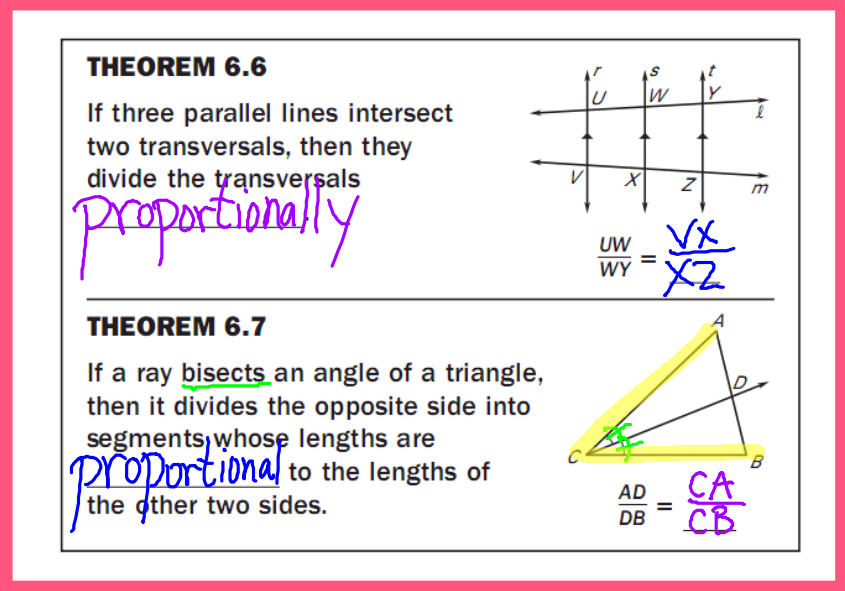 THEOREM 6.6
If three parallel lines intersect
two transversals, then they
divide the transversals
proportionally
r s t
U W Y
ℓ
V X Z m
UW/WY = VX/XZ
THEOREM 6.7
If a ray bisects an angle of a triangle,
then it divides the opposite side into
segments whose lengths are
proportional to the lengths of
the other two sides.
A
D
C B
AD/DB = CA/CB